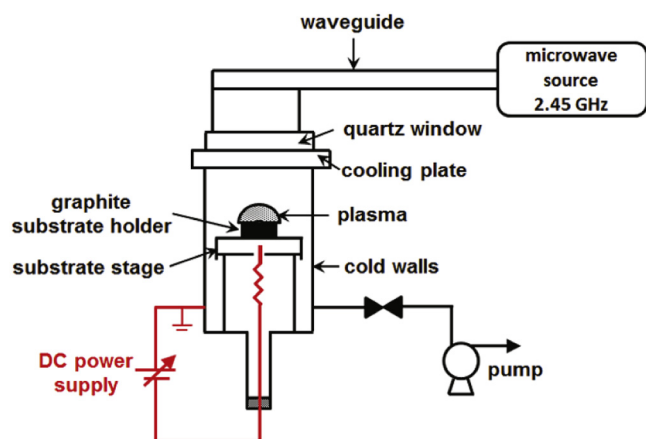 waveguide
microwave
source
2.45 GHz
quartz window
cooling plate
graphite
substrate holder
plasma
substrate stage
cold walls
DC power
supply
pump